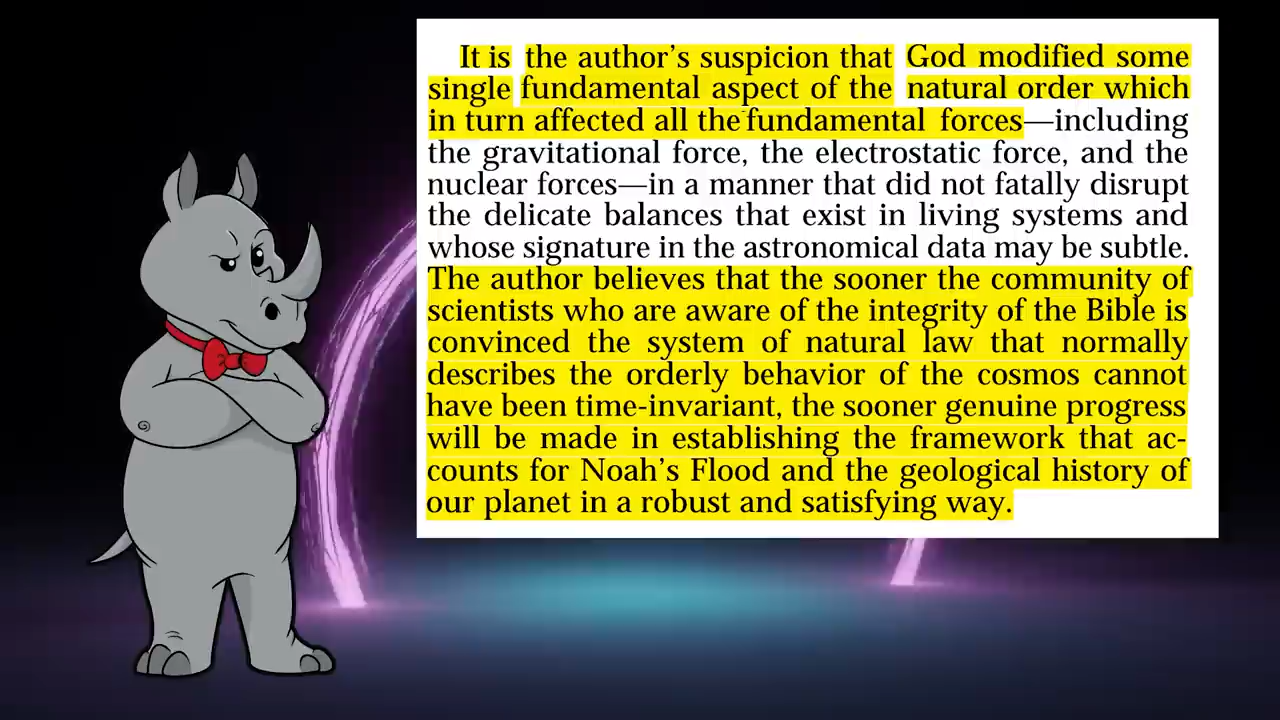 It is the author’s suspicion that God modified some
single fundamental aspect of the natural order which
in turn affected all the fundamental forces—including
the gravitational force, the electrostatic force, and the
nuclear forces—in a manner that did not fatally disrupt
the delicate balances that exist in living systems and
whose signature in the astronomical data may be subtle.
The author believes that the sooner the community of
scientists who are aware of the integrity of the Bible is
convinced the system of natural law that normally
describes the orderly behavior of the cosmos cannot
have been time-invariant, the sooner genuine progress
will be made in establishing the framework that ac-
counts for Noah’s Flood and the geological history of
our planet in a robust and satisfying way.